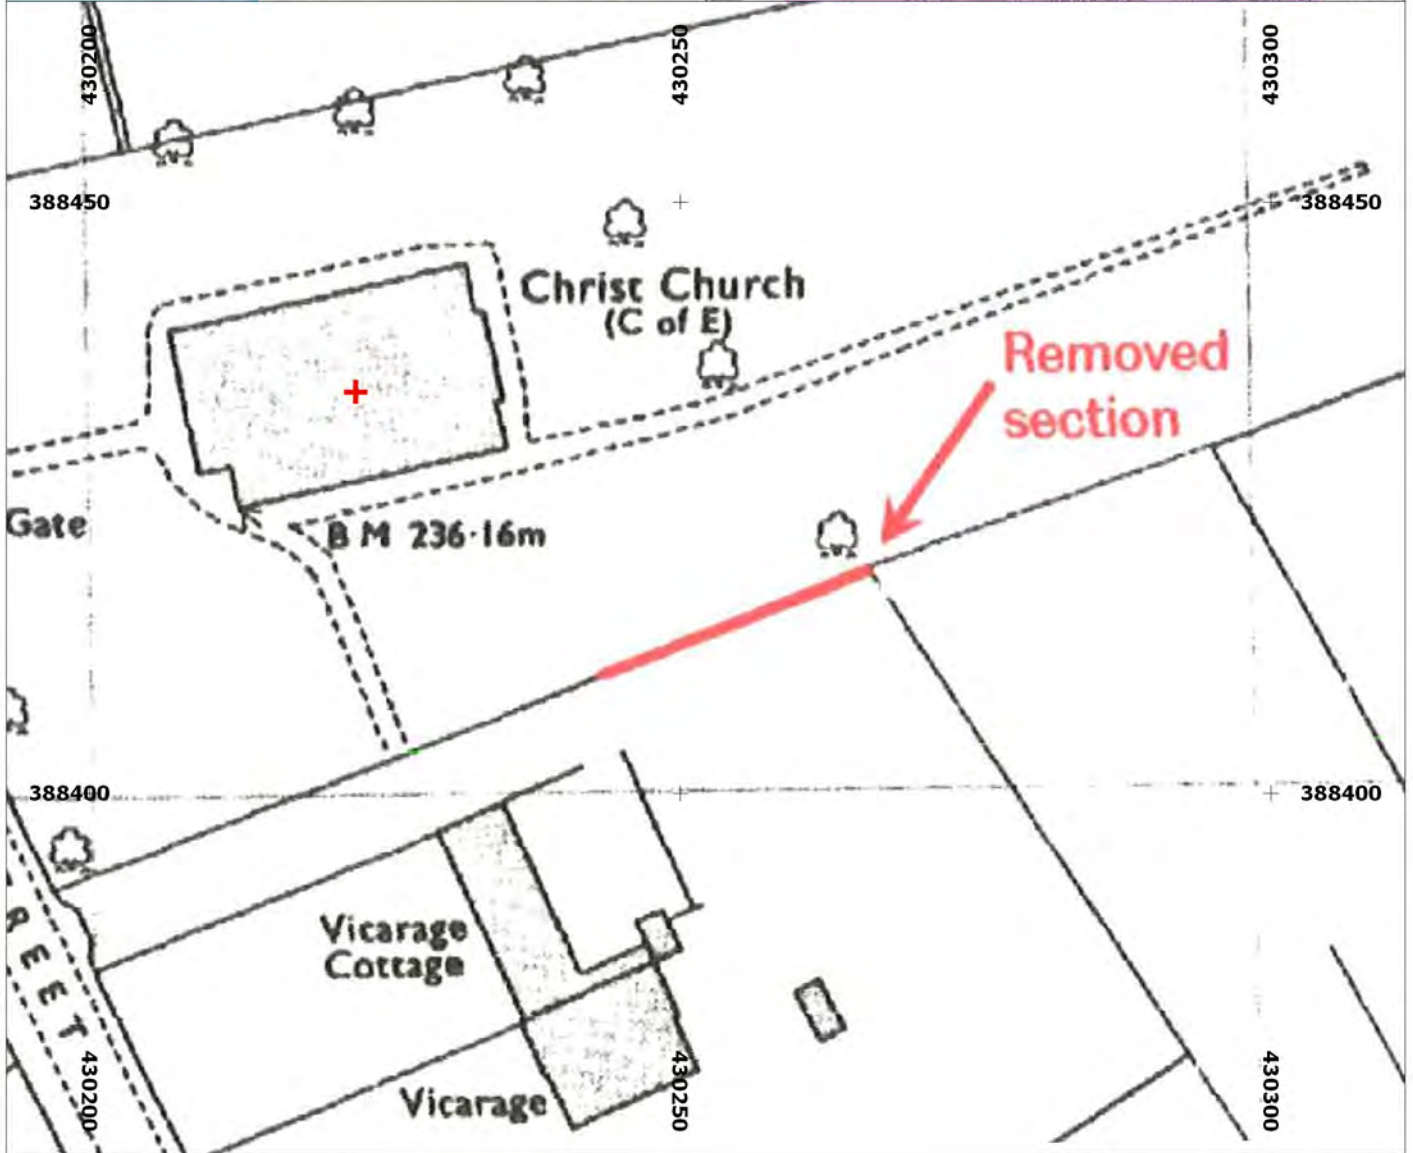 430200
430250
430300
388450
388450
Christ Church
(C of E)
Removed
section
Gate
B M 236·16m
388400
388400
REET
Vicarage
Cottage
Vicarage
430200
430250
430300